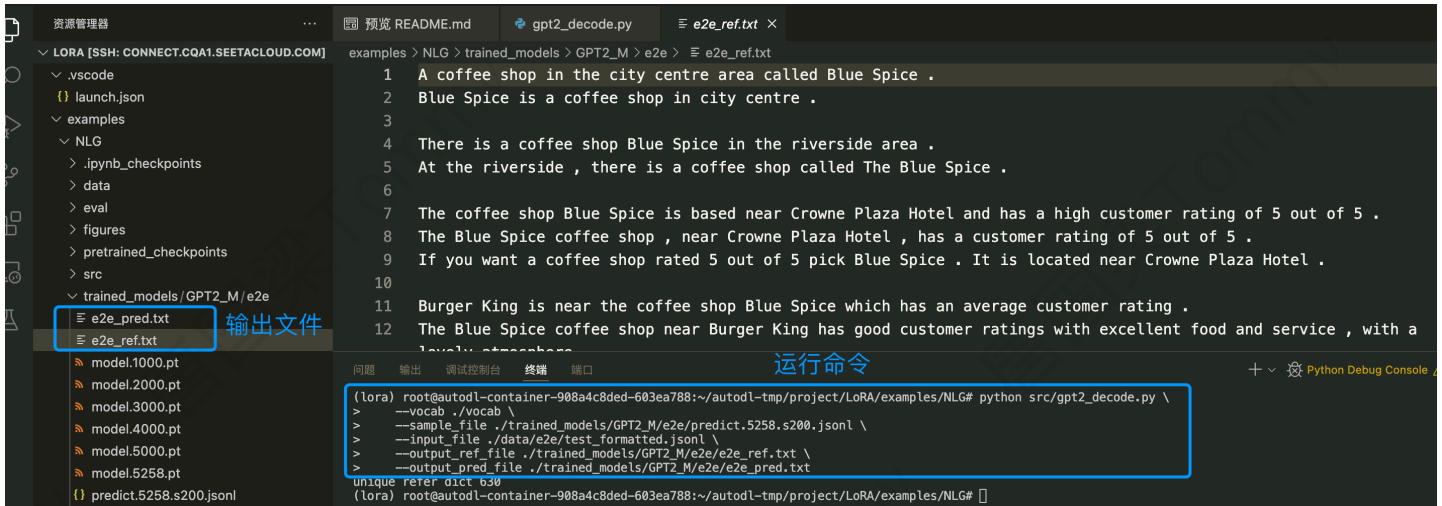 资源管理器
···
预览 README.md
gpt2_decode.py
e2e_ref.txt
LORA [SSH: CONNECT.CQA1.SEETACLOUD.COM]
examples > NLG > trained_models > GPT2_M > e2e > e2e_ref.txt
.vscode
launch.json
examples
NLG
.ipynb_checkpoints
data
eval
figures
pretrained_checkpoints
src
trained_models/GPT2_M/e2e
e2e_pred.txt
e2e_ref.txt
输出文件
model.1000.pt
model.2000.pt
model.3000.pt
model.4000.pt
model.5000.pt
model.5258.pt
predict.5258.s200.jsonl
1 A coffee shop in the city centre area called Blue Spice .
2 Blue Spice is a coffee shop in city centre .
3
4 There is a coffee shop Blue Spice in the riverside area .
5 At the riverside , there is a coffee shop called The Blue Spice .
6
7 The coffee shop Blue Spice is based near Crowne Plaza Hotel and has a high customer rating of 5 out of 5 .
8 The Blue Spice coffee shop , near Crowne Plaza Hotel , has a customer rating of 5 out of 5 .
9 If you want a coffee shop rated 5 out of 5 pick Blue Spice . It is located near Crowne Plaza Hotel .
10
11 Burger King is near the coffee shop Blue Spice which has an average customer rating .
12 The Blue Spice coffee shop near Burger King has good customer ratings with excellent food and service , with a
lovely atmosphere
运行命令
问题 输出 调试控制台 终端 端口
Python Debug Console
(lora) root@autodl-container-908a4c8ded-603ea788:~/autodl-tmp/project/LoRA/examples/NLG# python src/gpt2_decode.py \
> --vocab ./vocab \
> --sample_file ./trained_models/GPT2_M/e2e/predict.5258.s200.jsonl \
> --input_file ./data/e2e/test_formatted.jsonl \
> --output_ref_file ./trained_models/GPT2_M/e2e/e2e_ref.txt \
> --output_pred_file ./trained_models/GPT2_M/e2e/e2e_pred.txt
unique refer dict 630
(lora) root@autodl-container-908a4c8ded-603ea788:~/autodl-tmp/project/LoRA/examples/NLG#